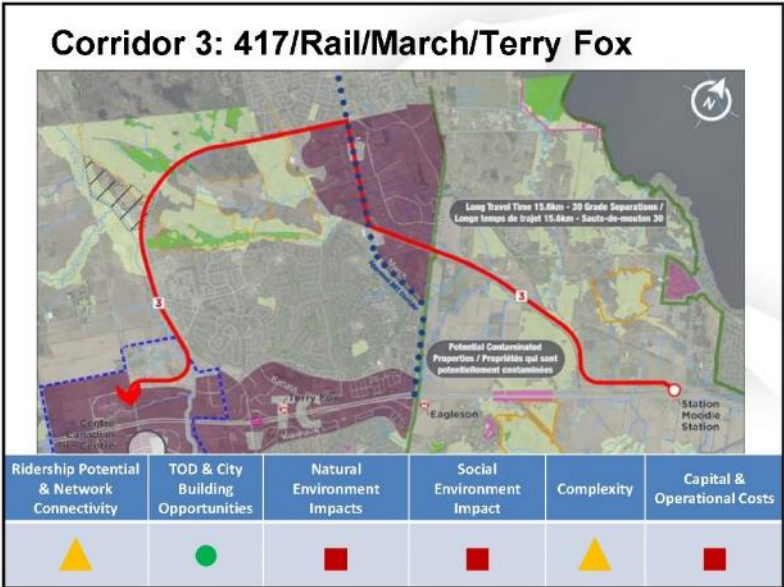 Corridor 3: 417/Rail/March/Terry Fox
N
Long Travel Time 15.6km - 30 Grade Separations /
Longe temps de trajet 15.6km - Sauts-de-mouton 30
3
3
March
Potential Contaminated
Properties / Propriétés qui sont
potentiellement contaminées
Terry Fox
Eagleson
Station
Moodie
Station
Centre
Canadian
Tire Centre
Ridership Potential
& Network
Connectivity
TOD & City
Building
Opportunities
Natural
Environment
Impacts
Social
Environment
Impact
Complexity
Capital &
Operational Costs